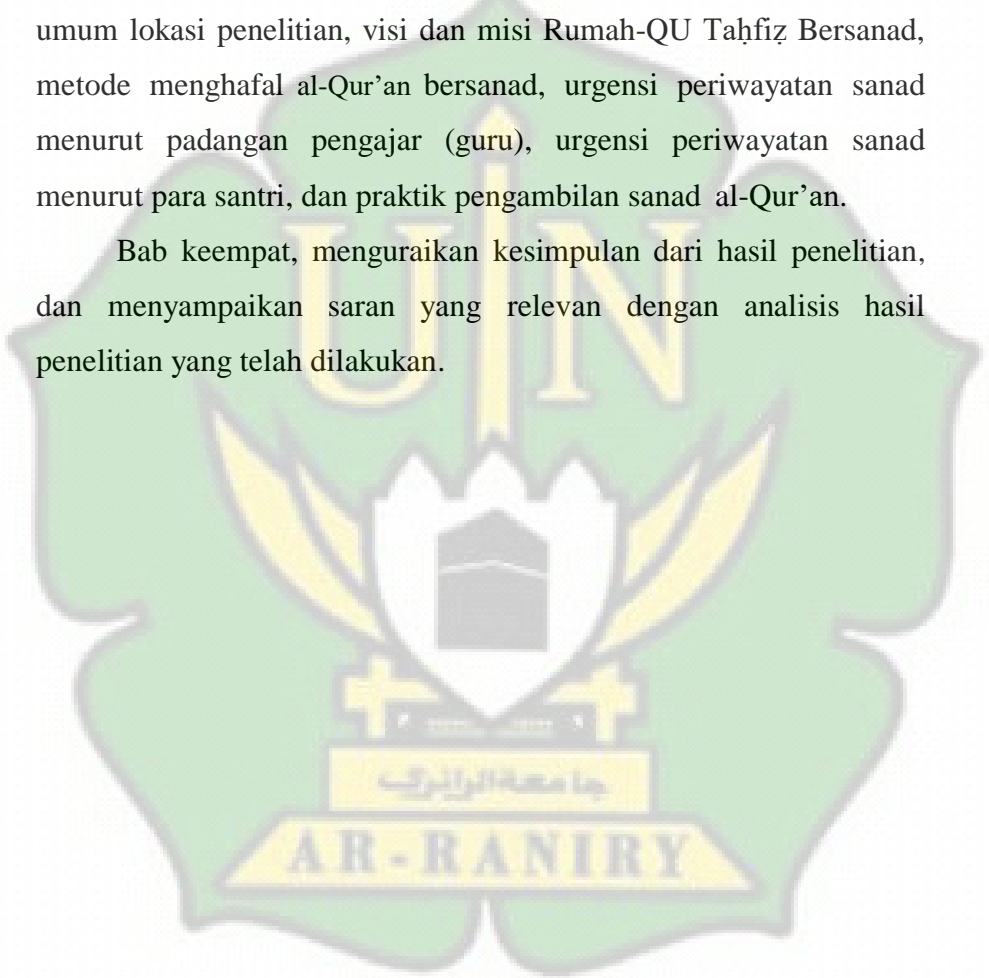 umum lokasi penelitian, visi dan misi Rumah-QU Taḥfiẓ Bersanad,
metode menghafal al-Qur’an bersanad, urgensi periwayatan sanad
menurut padangan pengajar (guru), urgensi periwayatan sanad
menurut para santri, dan praktik pengambilan sanad al-Qur’an.
Bab keempat, menguraikan kesimpulan dari hasil penelitian,
dan menyampaikan saran yang relevan dengan analisis hasil
penelitian yang telah dilakukan.
UIN
جامعة الرانري
AR-RANIRY